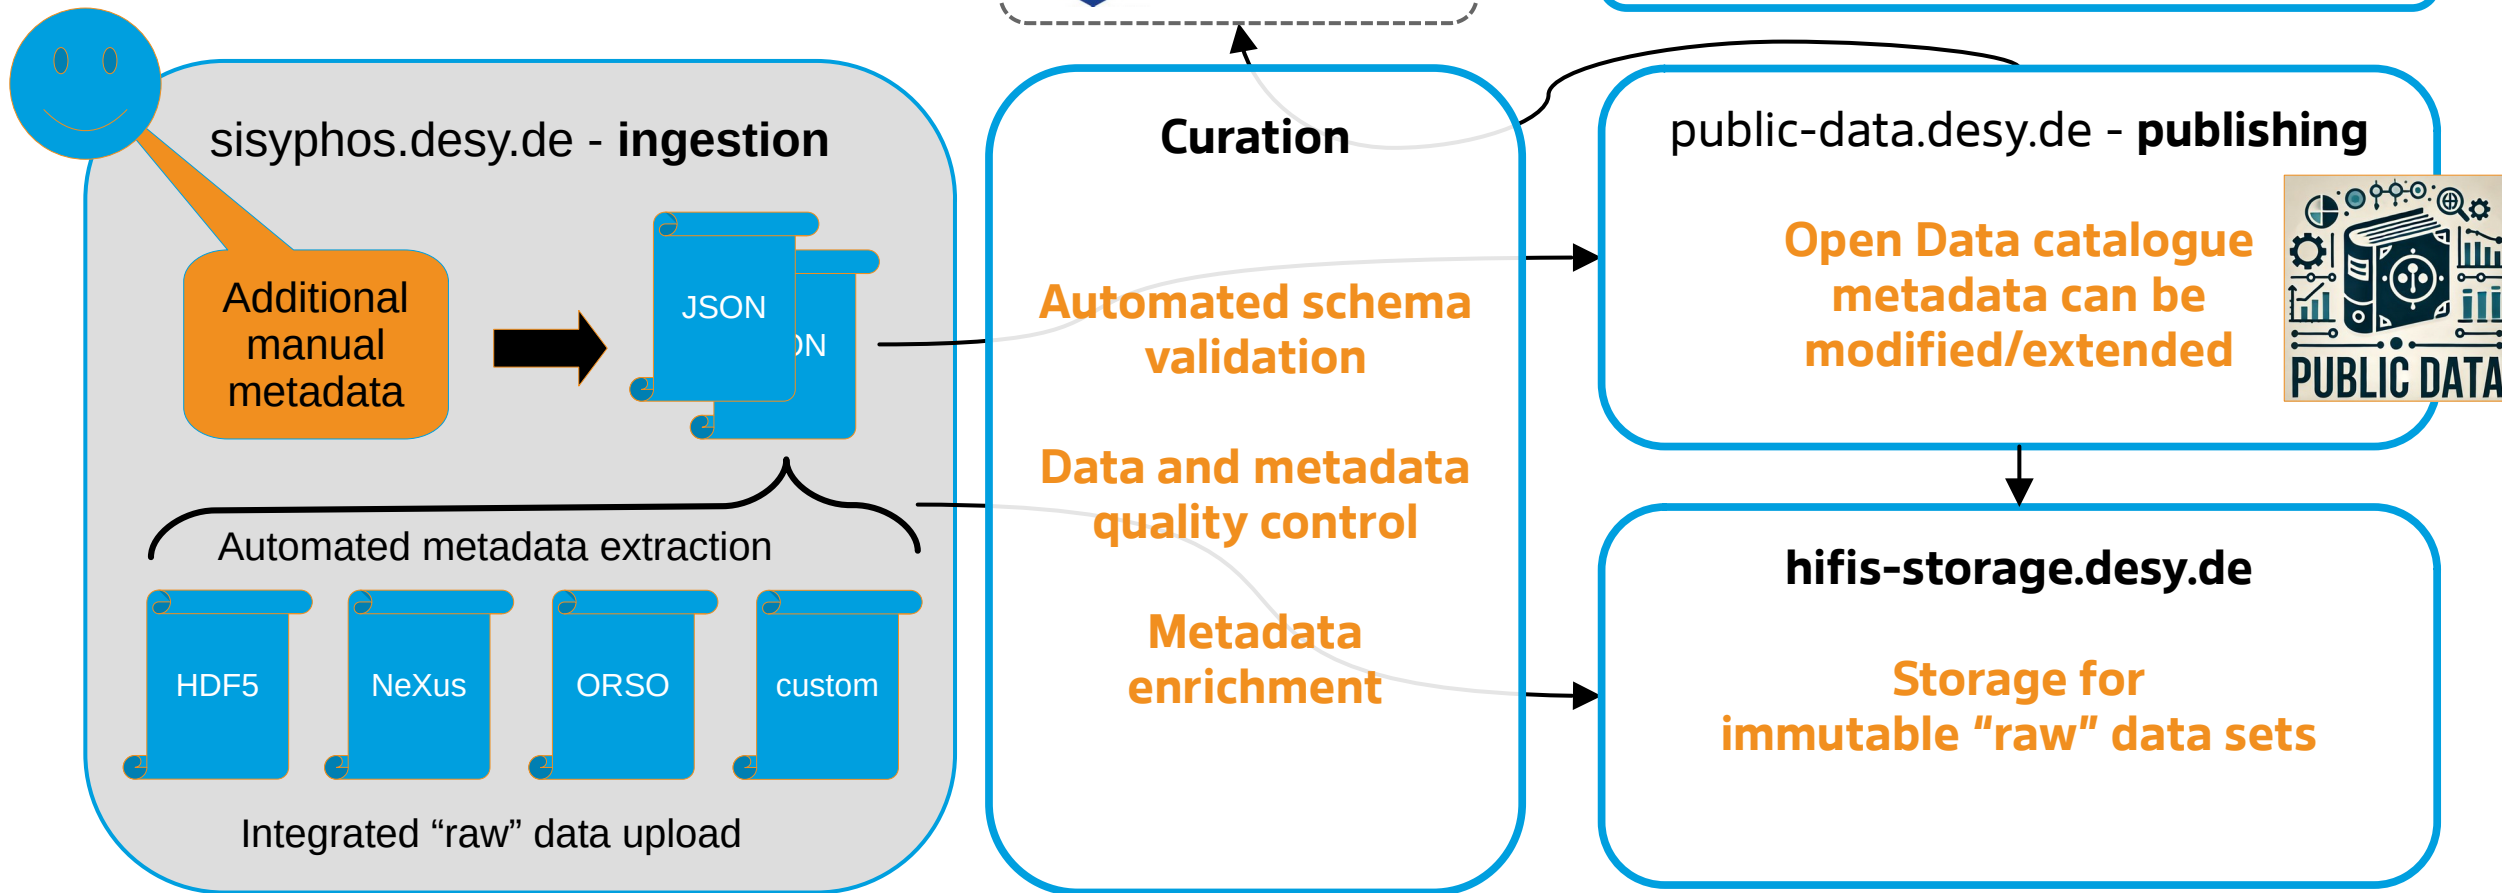 sisyphos.desy.de - ingestion
Additional
manual
metadata
JSON
ON
Automated metadata extraction
HDF5
NeXus
ORSO
custom
Integrated “raw” data upload
Curation
Automated schema
validation
Data and metadata
quality control
Metadata
enrichment
public-data.desy.de - publishing
Open Data catalogue
metadata can be
modified/extended
PUBLIC DATA
hifis-storage.desy.de
Storage for
immutable “raw” data sets